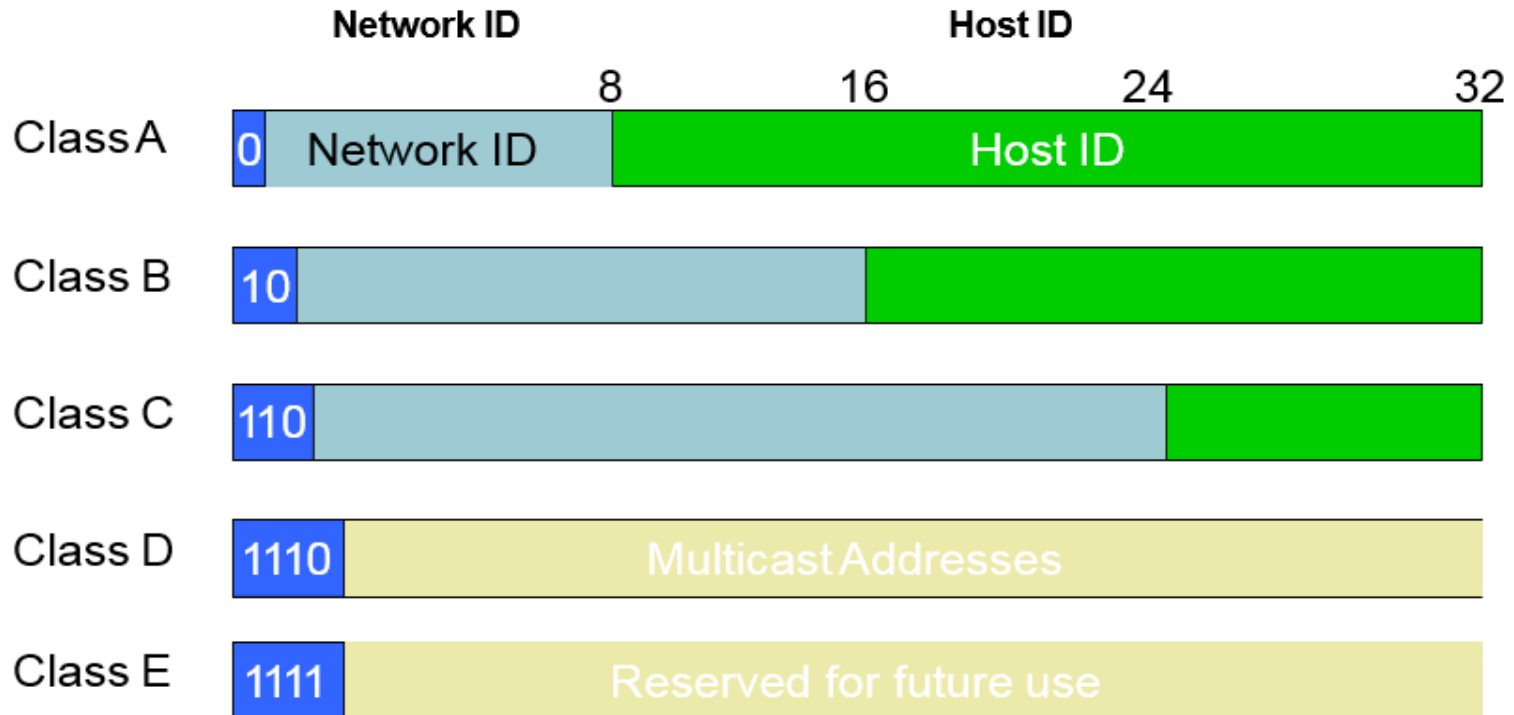 Network ID Host ID
8 16 24 32
Class A 0 Network ID Host ID
Class B 10
Class C 110
Class D 1110 Multicast Addresses
Class E 1111 Reserved for future use